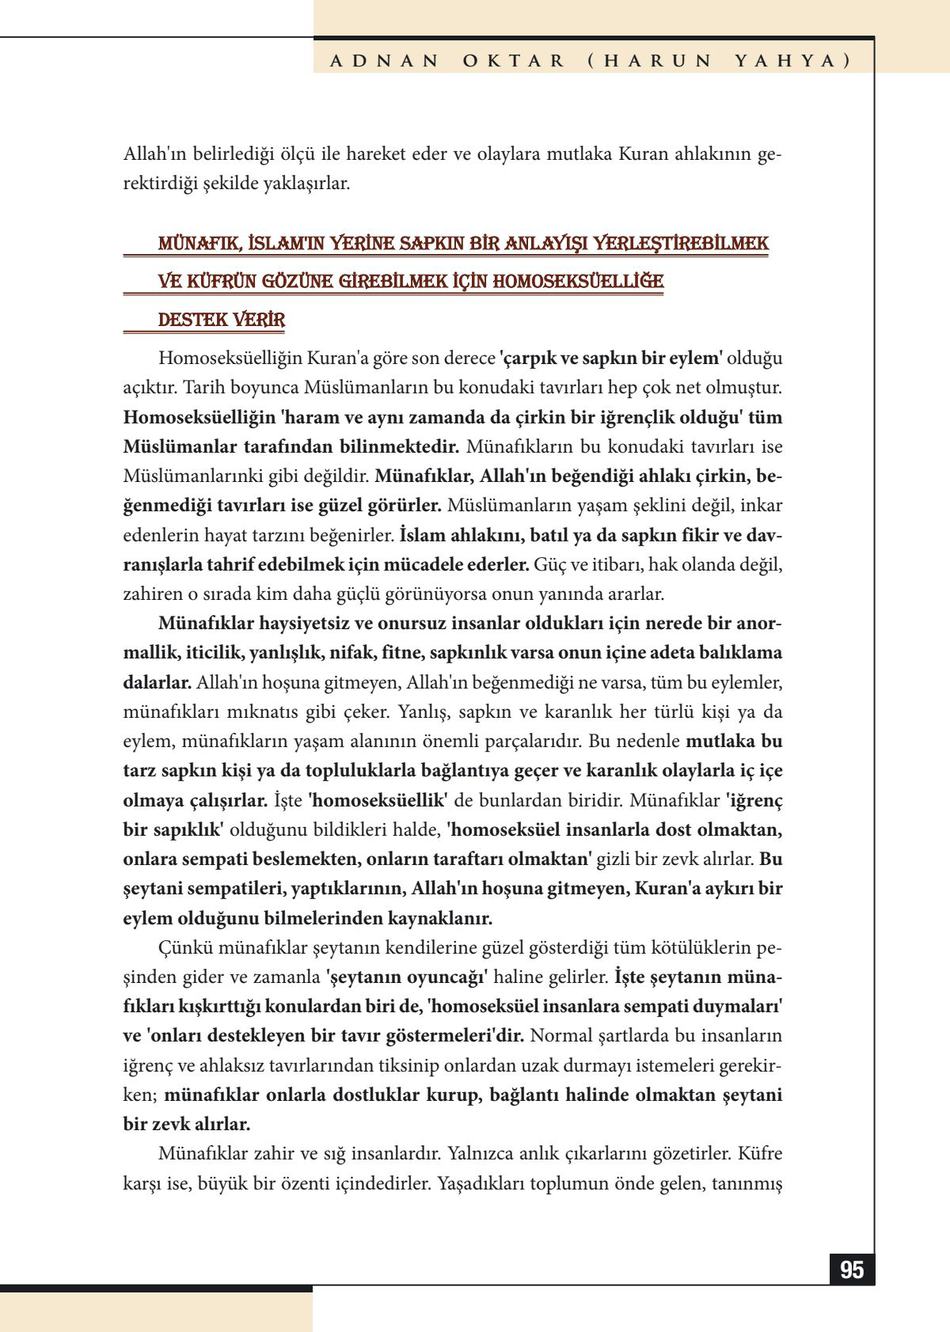 ADNAN OKTAR (HARUN YAHYA)
Allah'ın belirlediği ölçü ile hareket eder ve olaylara mutlaka Kuran ahlakının ge-
rektirdiği şekilde yaklaşırlar.
MÜNAFIK, İSLAM'IN YERİNE SAPKIN BİR ANLAYIŞI YERLEŞTİREBİLMEK
VE KÜFRÜN GÖZÜNE GİREBİLMEK İÇİN HOMOSEKSÜELLİĞE
DESTEK VERİR
Homoseksüelliğin Kuran'a göre son derece 'çarpık ve sapkın bir eylem' olduğu
açıktır. Tarih boyunca Müslümanların bu konudaki tavırları hep çok net olmuştur.
Homoseksüelliğin 'haram ve aynı zamanda da çirkin bir iğrençlik olduğu' tüm
Müslümanlar tarafından bilinmektedir. Münafıkların bu konudaki tavırları ise
Müslümanlarınki gibi değildir. Münafıklar, Allah'ın beğendiği ahlakı çirkin, be-
ğenmediği tavırları ise güzel görürler. Müslümanların yaşam şeklini değil, inkar
edenlerin hayat tarzını beğenirler. İslam ahlakını, batıl ya da sapkın fikir ve dav-
ranışlarla tahrif edebilmek için mücadele ederler. Güç ve itibarı, hak olanda değil,
zahiren o sırada kim daha güçlü görünüyorsa onun yanında ararlar.
Münafıklar haysiyetsiz ve onursuz insanlar oldukları için nerede bir anor-
mallik, iticilik, yanlışlık, nifak, fitne, sapkınlık varsa onun içine adeta balıklama
dalarlar. Allah'ın hoşuna gitmeyen, Allah'ın beğenmediği ne varsa, tüm bu eylemler,
münafıkları mıknatıs gibi çeker. Yanlış, sapkın ve karanlık her türlü kişi ya da
eylem, münafıkların yaşam alanının önemli parçalarıdır. Bu nedenle mutlaka bu
tarz sapkın kişi ya da topluluklarla bağlantıya geçer ve karanlık olaylarla iç içe
olmaya çalışırlar. İşte 'homoseksüellik' de bunlardan biridir. Münafıklar 'iğrenç
bir sapıklık' olduğunu bildikleri halde, 'homoseksüel insanlarla dost olmaktan,
onlara sempati beslemekten, onların taraftarı olmaktan' gizli bir zevk alırlar. Bu
şeytani sempatileri, yaptıklarının, Allah'ın hoşuna gitmeyen, Kuran'a aykırı bir
eylem olduğunu bilmelerinden kaynaklanır.
Çünkü münafıklar şeytanın kendilerine güzel gösterdiği tüm kötülüklerin pe-
şinden gider ve zamanla 'şeytanın oyuncağı' haline gelirler. İşte şeytanın müna-
fıkları kışkırttığı konulardan biri de, 'homoseksüel insanlara sempati duymaları'
ve 'onları destekleyen bir tavır göstermeleri'dir. Normal şartlarda bu insanların
iğrenç ve ahlaksız tavırlarından tiksinip onlardan uzak durmayı istemeleri gerekir-
ken; münafıklar onlarla dostluklar kurup, bağlantı halinde olmaktan şeytani
bir zevk alırlar.
Münafıklar zahir ve sığ insanlardır. Yalnızca anlık çıkarlarını gözetirler. Küfre
karşı ise, büyük bir özenti içindedirler. Yaşadıkları toplumun önde gelen, tanınmış
95